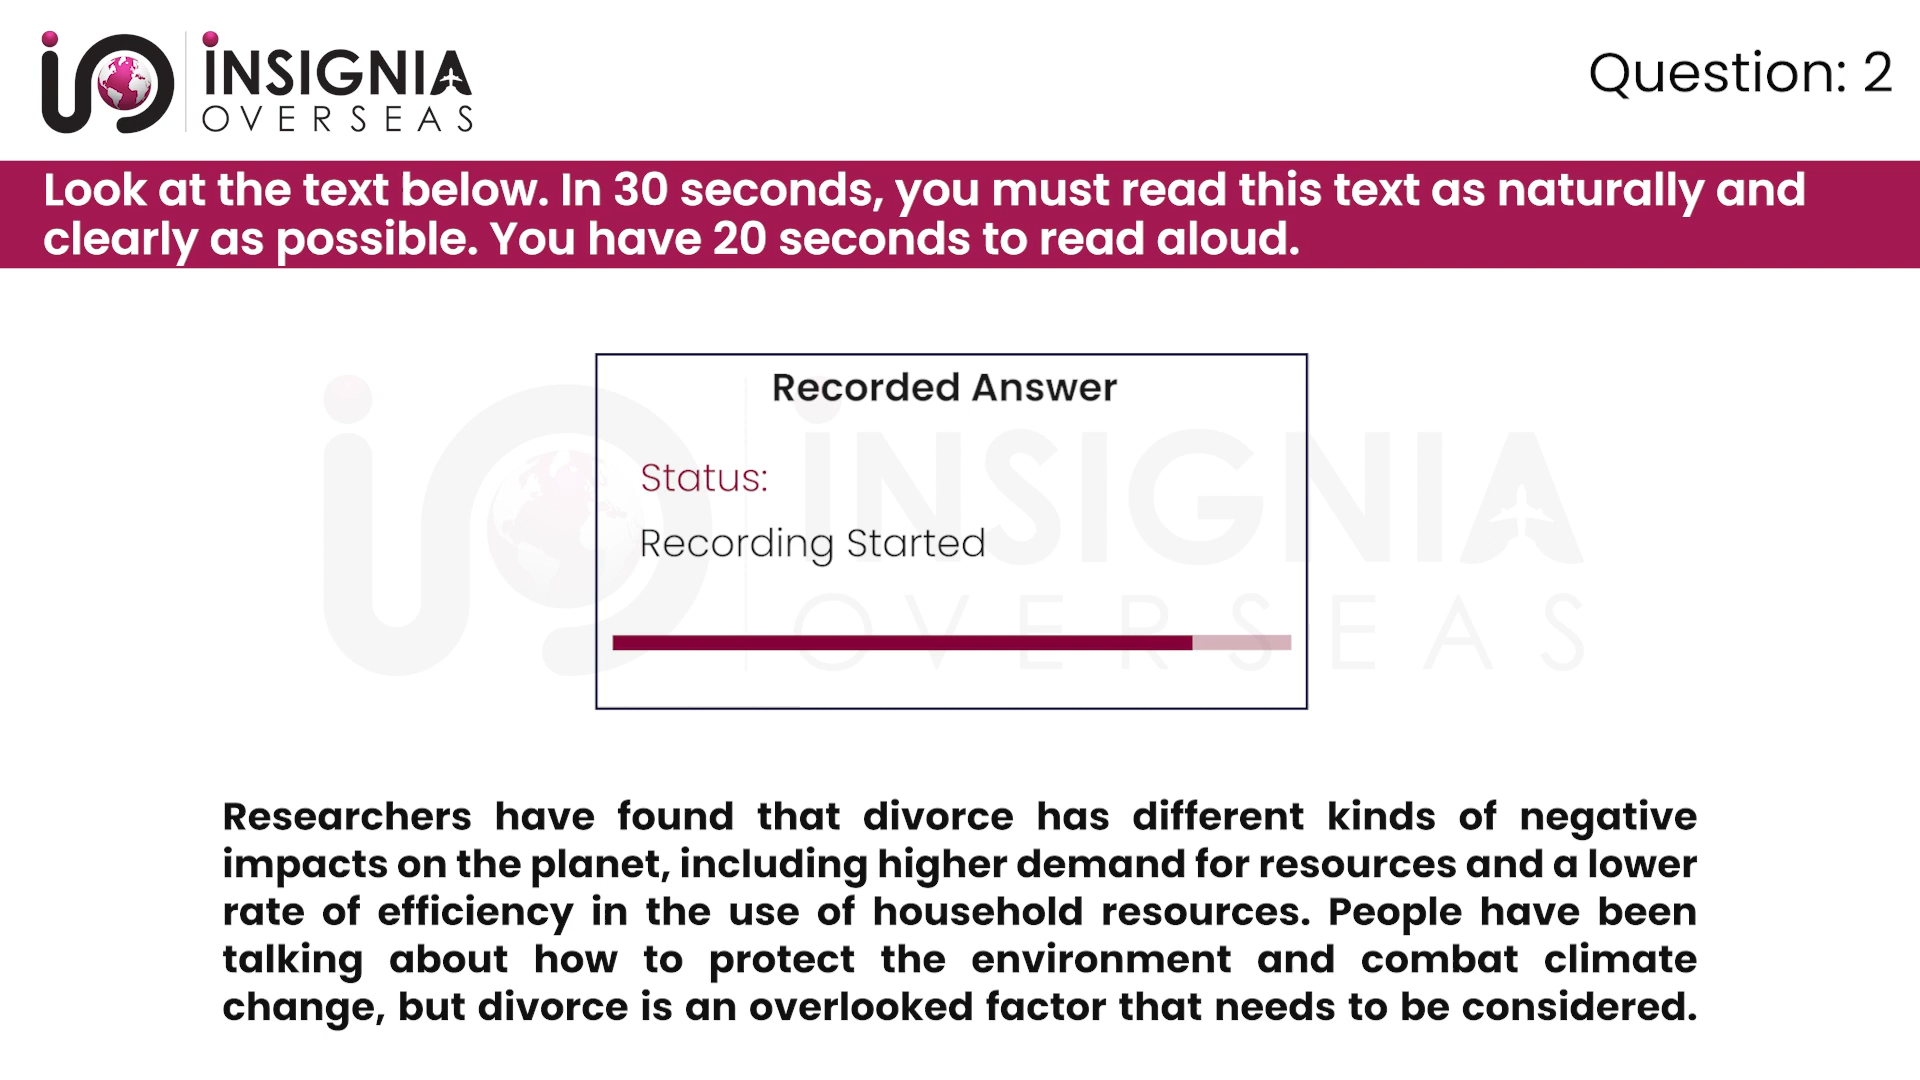 INSIGNIA
OVERSEAS
Question: 2
Look at the text below. In 30 seconds, you must read this text as naturally and
clearly as possible. You have 20 seconds to read aloud.
Recorded Answer
Status:
Recording Started
INSIGNIA
OVERSEAS
Researchers have found that divorce has different kinds of negative
impacts on the planet, including higher demand for resources and a lower
rate of efficiency in the use of household resources. People have been
talking about how to protect the environment and combat climate
change, but divorce is an overlooked factor that needs to be considered.